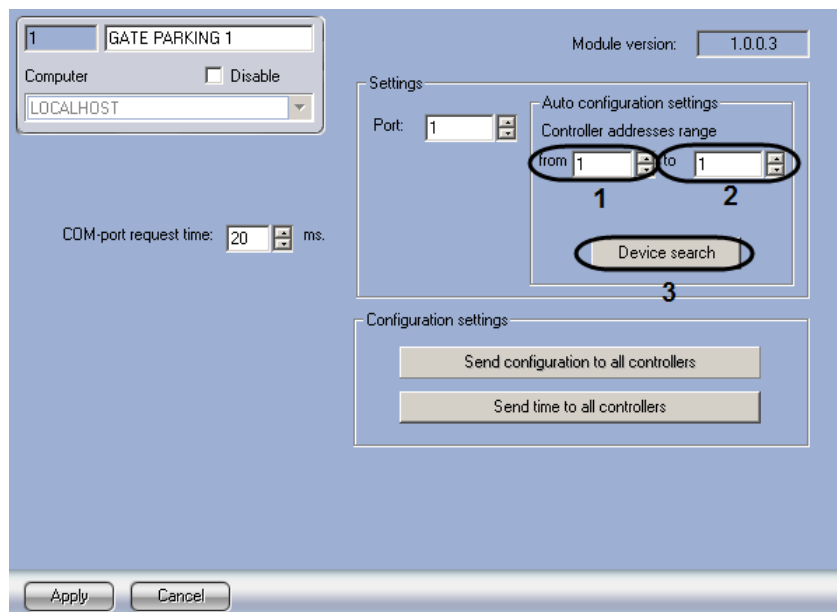 1 GATE PARKING 1
Module version: 1.0.0.3
Computer Disable
LOCALHOST
Settings
Port: 1
Auto configuration settings
Controller addresses range
from 1 to 1
1 2
COM-port request time: 20 ms.
Device search
3
Configuration settings
Send configuration to all controllers
Send time to all controllers
Apply Cancel